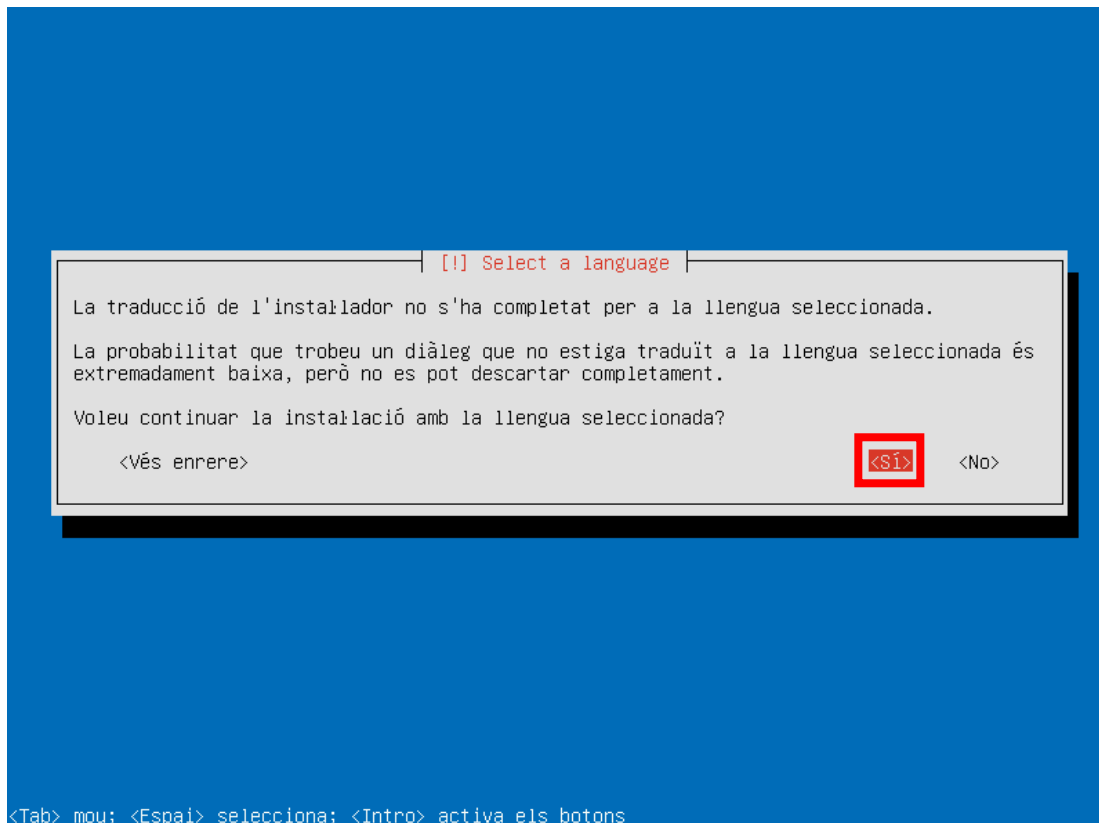 [!] Select a language
La traducció de l'instaŀlador no s'ha completat per a la llengua seleccionada.
La probabilitat que trobeu un diàleg que no estiga traduït a la llengua seleccionada és
extremadament baixa, però no es pot descartar completament.
Voleu continuar la instaŀlació amb la llengua seleccionada?
<Vés enrere> <Sí> <No>
<Tab> mou; <Espai> selecciona; <Intro> activa els botons